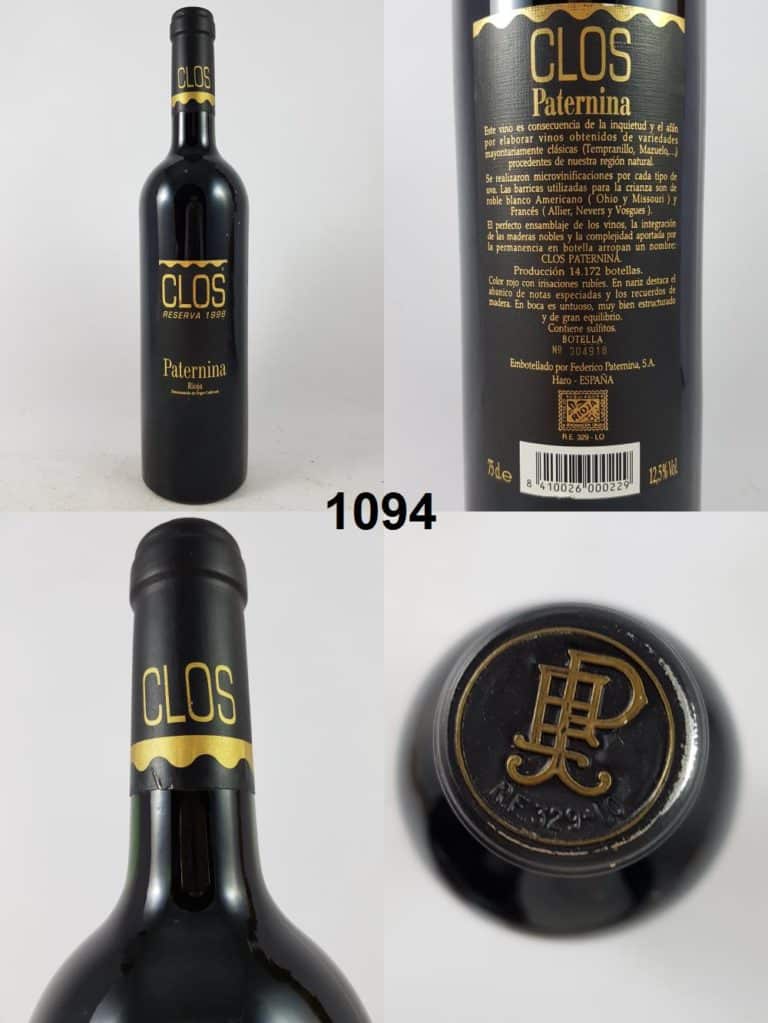 CLOS
CLOS
RESERVA 1998
Paternina
Rioja
CLOS
Paternina
Este vino es consecuencia de la inquietud y el afán
por elaborar vinos obtenidos de variedades
mayoritariamente clásicas (Tempranillo, Mazuelo,...)
procedentes de nuestra región natural.
Se realizaron microvinificaciones por cada tipo de
uva. Las barricas utilizadas para la crianza son de
roble blanco Americano ( Ohio y Missouri ) y
Francés ( Allier, Nevers y Vosgues ).
El perfecto ensamblaje de los vinos, la integración
de las maderas nobles y la complejidad aportada por
la permanencia en botella arropan un nombre:
CLOS PATERNINA.
Producción 14.172 botellas.
Color rojo con irisaciones rubíes. En nariz destaca el
abanico de notas especiadas y los recuerdos de
madera. En boca es untuoso, muy bien estructurado
y de gran equilibrio.
Contiene sulfitos.
BOTELLA
Nº 004918
Embotellado por Federico Paternina, S.A.
Haro - ESPAÑA
RIOJA
R.E. 329 - LO
75 cl. e
8 410026 000229
12,5% Vol.
1094
CLOS
R.E. 329-LO